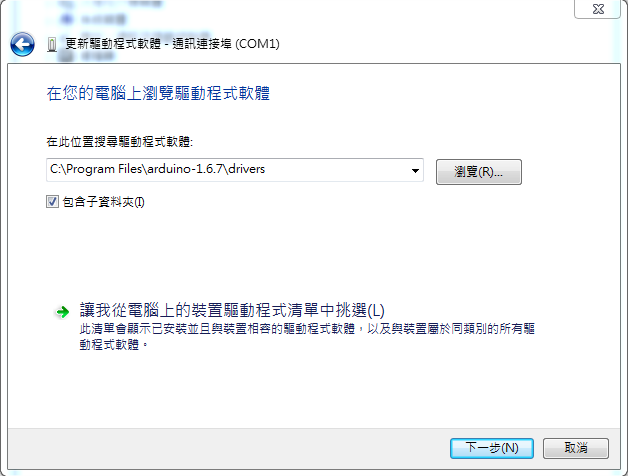 更新驅動程式軟體 - 通訊連接埠 (COM1)
在您的電腦上瀏覽驅動程式軟體
在此位置搜尋驅動程式軟體:
C:\Program Files\arduino-1.6.7\drivers
瀏覽(R)...
包含子資料夾(I)
讓我從電腦上的裝置驅動程式清單中挑選(L)
此清單會顯示已安裝並且與裝置相容的驅動程式軟體，以及與裝置屬於同類別的所有驅
動程式軟體。
下一步(N)
取消